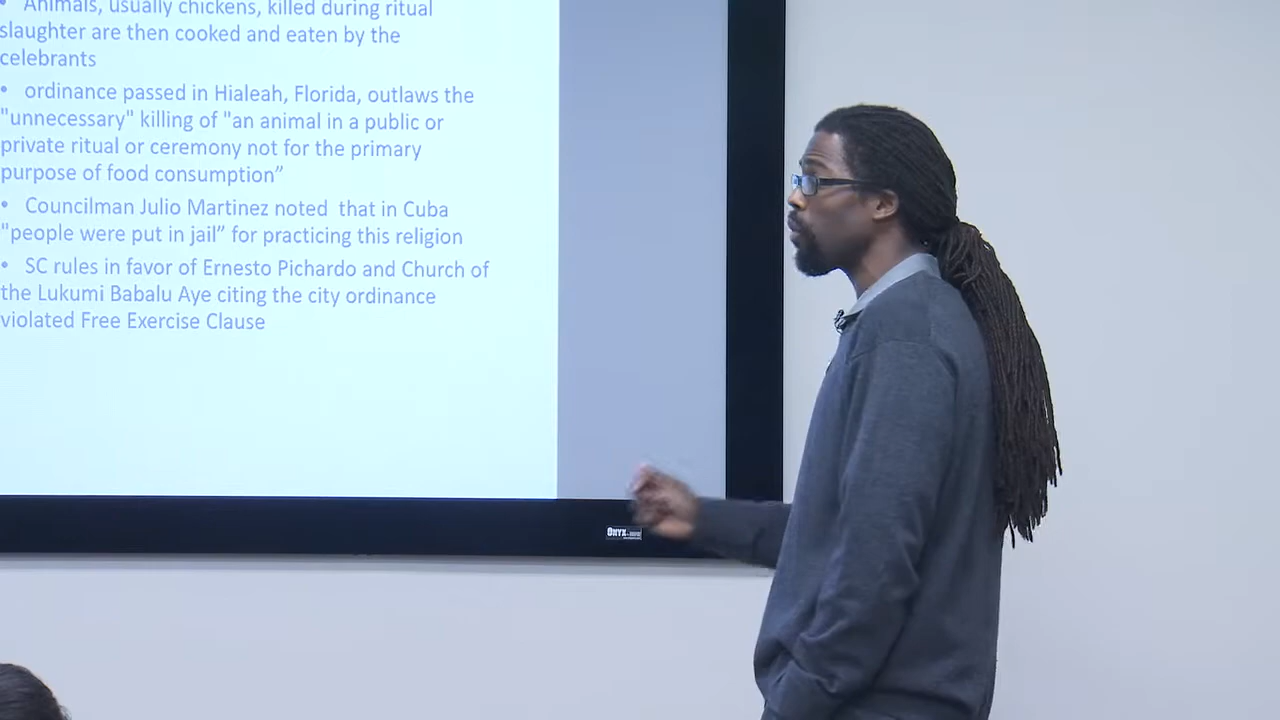 • Animals, usually chickens, killed during ritual
slaughter are then cooked and eaten by the
celebrants
• ordinance passed in Hialeah, Florida, outlaws the
"unnecessary" killing of "an animal in a public or
private ritual or ceremony not for the primary
purpose of food consumption”
• Councilman Julio Martinez noted that in Cuba
"people were put in jail” for practicing this religion
• SC rules in favor of Ernesto Pichardo and Church of
the Lukumi Babalu Aye citing the city ordinance
violated Free Exercise Clause
ONYX